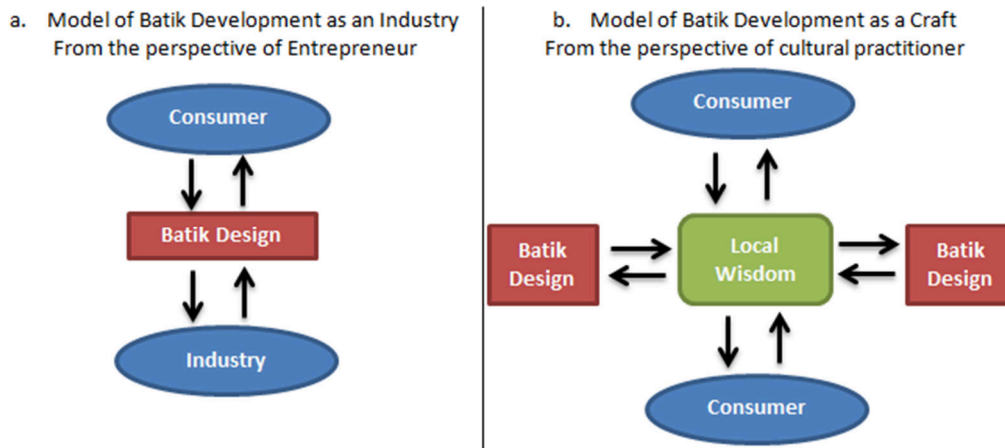 a. Model of Batik Development as an Industry
From the perspective of Entrepreneur
Consumer
Batik Design
Industry
b. Model of Batik Development as a Craft
From the perspective of cultural practitioner
Consumer
Batik
Design
Local
Wisdom
Batik
Design
Consumer